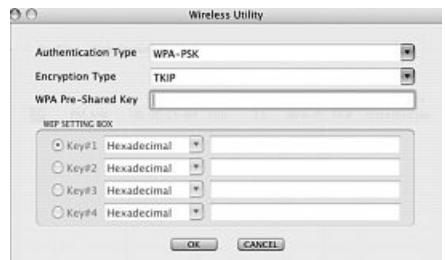 Wireless Utility
Authentication Type WPA-PSK
Encryption Type TKIP
WPA Pre-Shared Key
WEP SETTING BOX
Key#1 Hexadecimal
Key#2 Hexadecimal
Key#3 Hexadecimal
Key#4 Hexadecimal
OK CANCEL